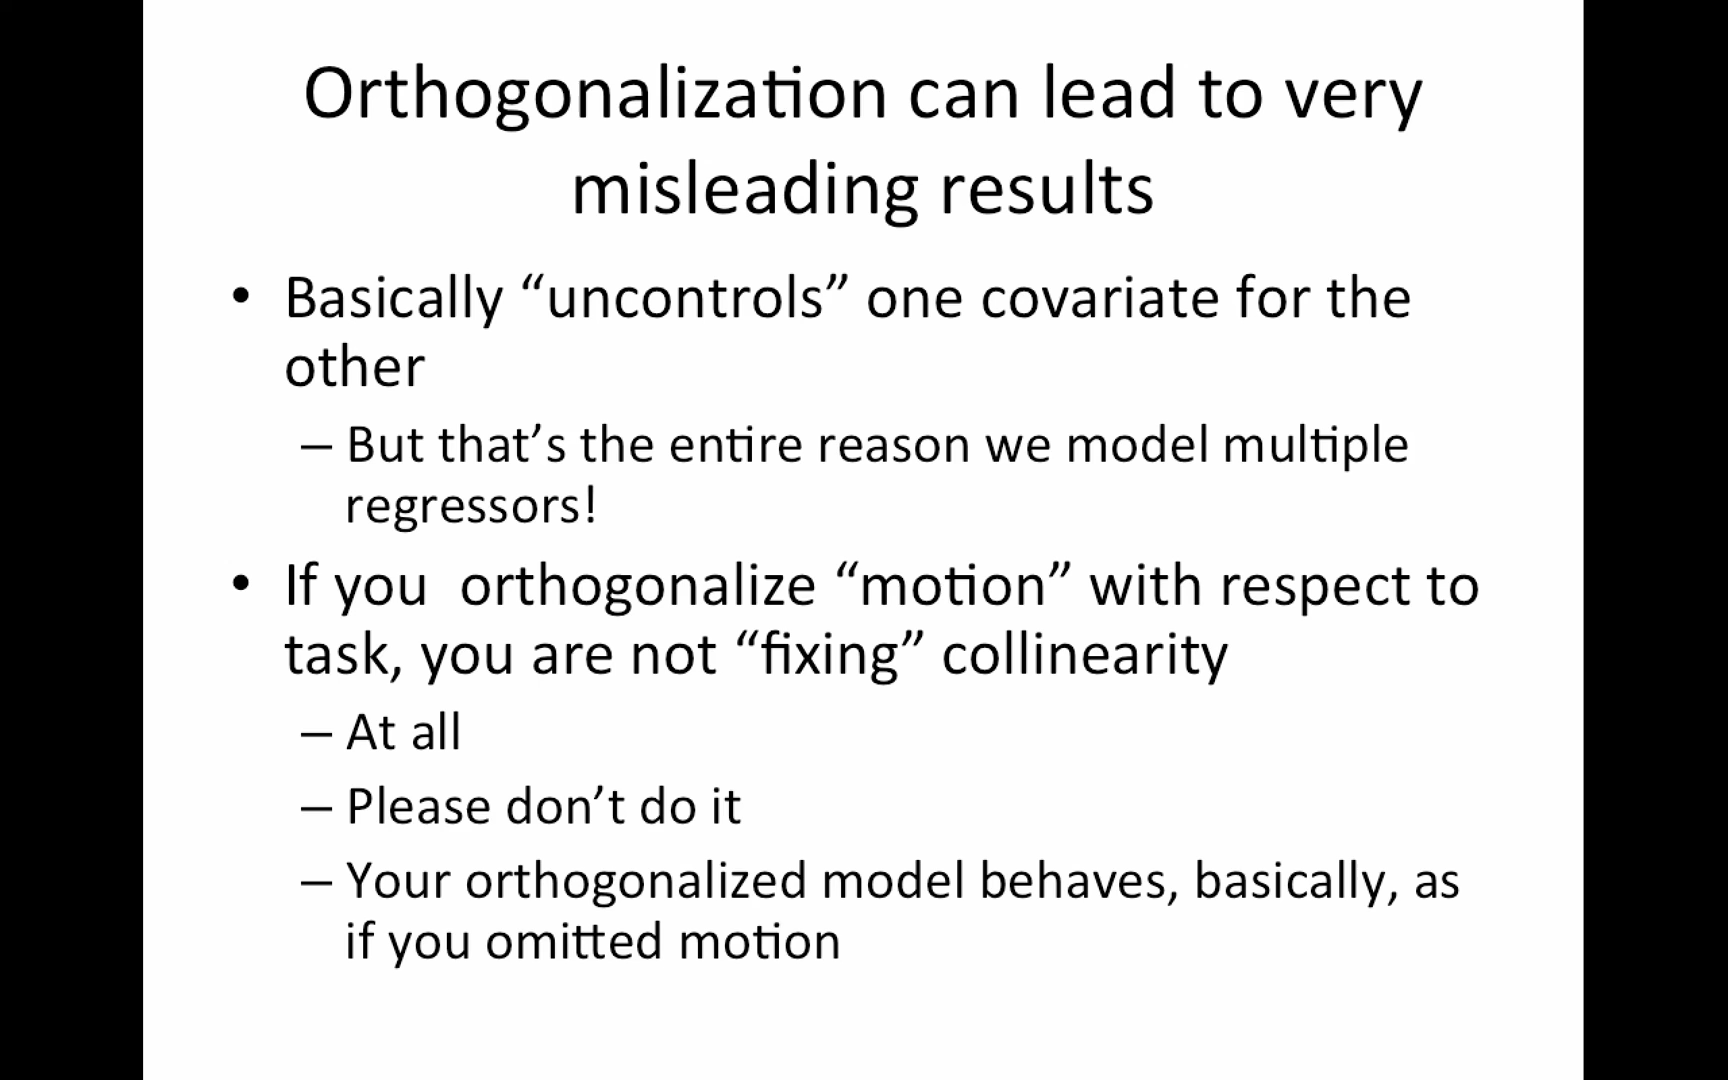 Orthogonalization can lead to very
misleading results
• Basically “uncontrols” one covariate for the
other
– But that’s the entire reason we model multiple
regressors!
• If you  orthogonalize “motion” with respect to
task, you are not “fixing” collinearity
– At all
– Please don’t do it
– Your orthogonalized model behaves, basically, as
if you omitted motion